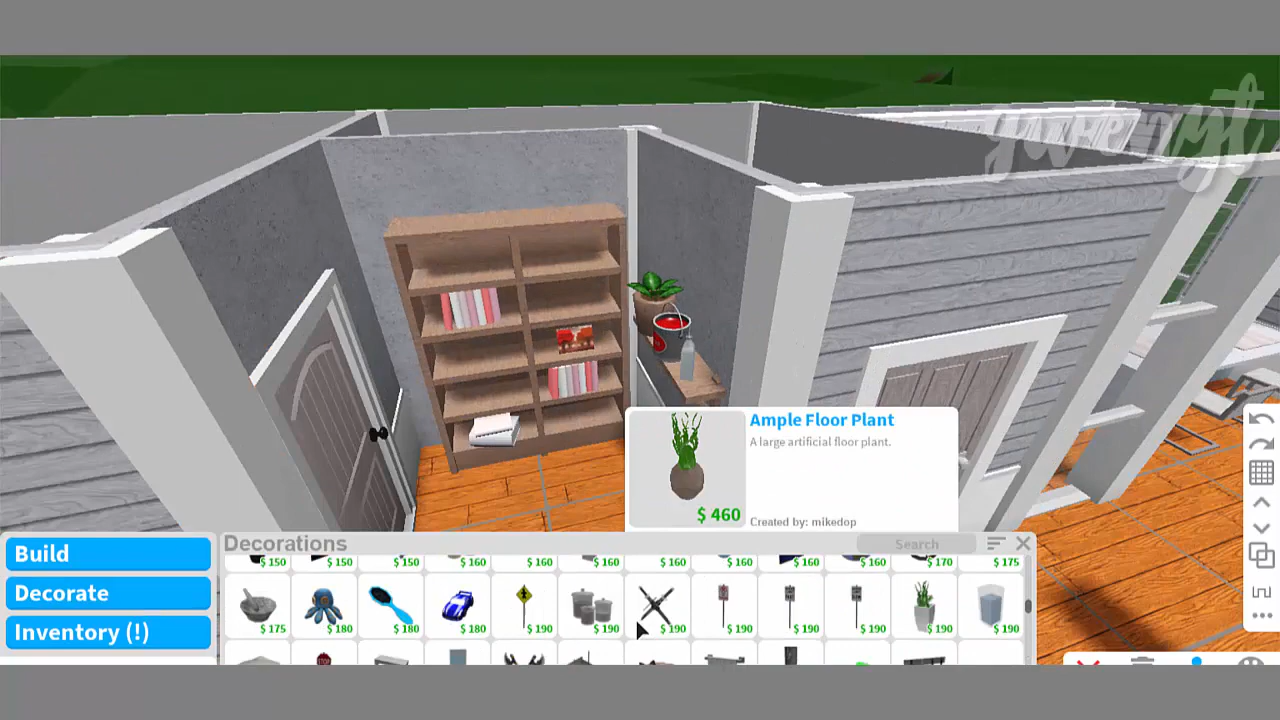 Ample Floor Plant
A large artificial floor plant.
$ 460
Created by: mikedop
Build
Decorate
Inventory (!)
Decorations
Search
$ 150 $ 150 $ 150 $ 160 $ 160 $ 160 $ 160 $ 160 $ 160 $ 160 $ 170 $ 175
$ 175 $ 180 $ 180 $ 180 $ 190 $ 190 $ 190 $ 190 $ 190 $ 190 $ 190 $ 190